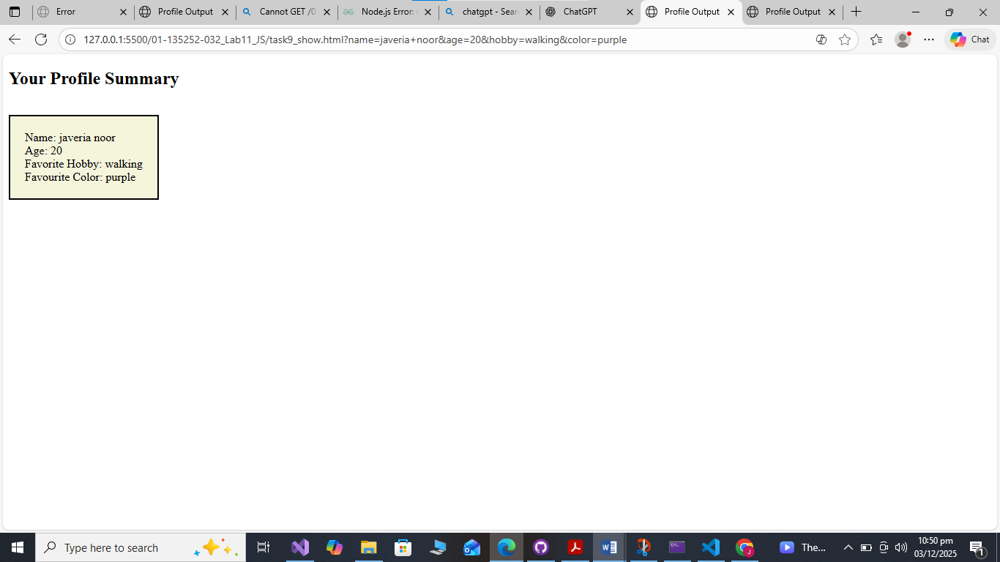 Error
Profile Output
Cannot GET /0
Node.js Error:
chatgpt - Sear
ChatGPT
Profile Output
Profile Output
127.0.0.1:5500/01-135252-032_Lab11_JS/task9_show.html?name=javeria+noor&age=20&hobby=walking&color=purple
Chat
Your Profile Summary
Name: javeria noor
Age: 20
Favorite Hobby: walking
Favourite Color: purple
Type here to search
The...
10:50 pm
03/12/2025
1